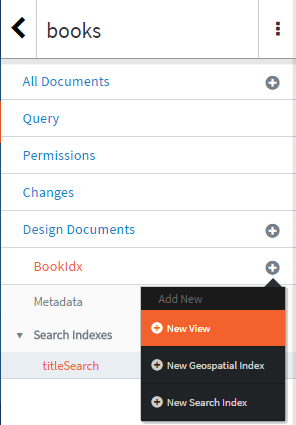 books
All Documents
Query
Permissions
Changes
Design Documents
BookIdx
Metadata
Add New
New View
New Geospatial Index
New Search Index
Search Indexes
titleSearch